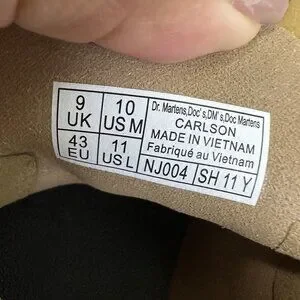 9 UK
10 US M
Dr. Martens,Doc's,DM's,Doc Martens
CARLSON
MADE IN VIETNAM
Fabriqué au Vietnam
43 EU
11 US L
NJ004
SH 11 Y